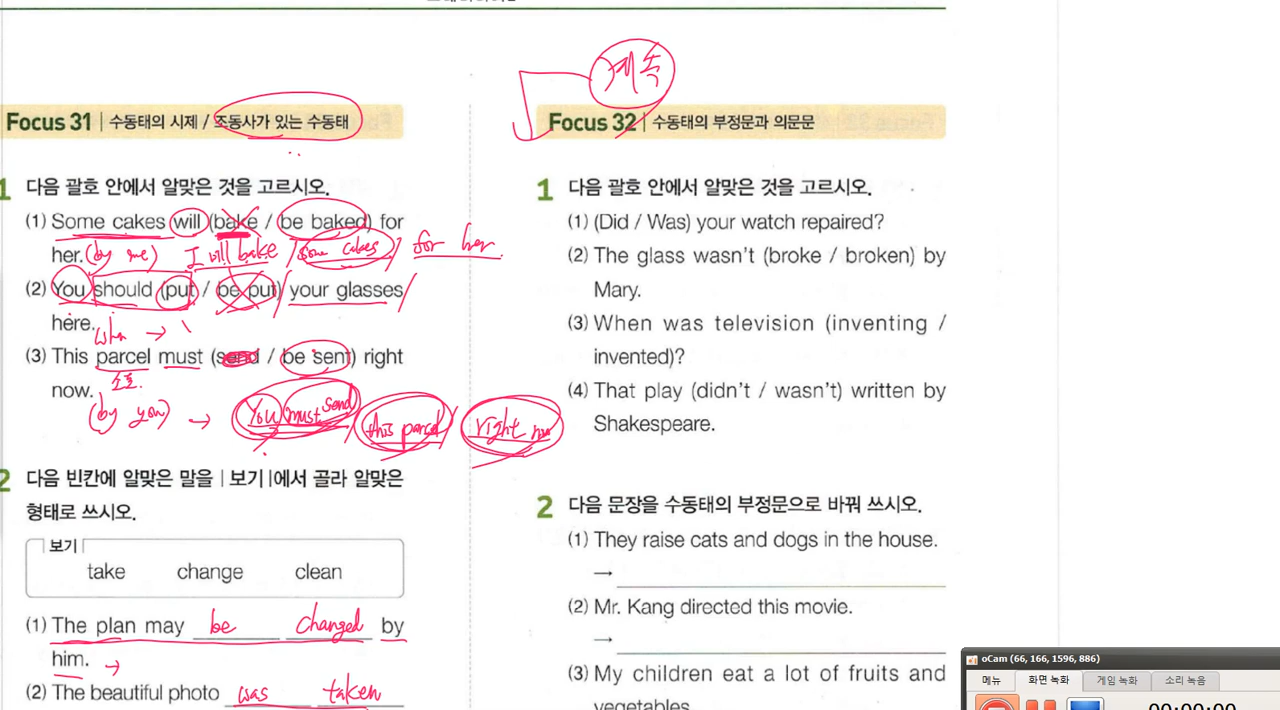 Focus 31 | 수동태의 시제 / 조동사가 있는 수동태
1 다음 괄호 안에서 알맞은 것을 고르시오.
(1) Some cakes will (bake / be baked) for
her. (by me) I will bake / some cakes / for her
(2) You should (put / be put) your glasses /
here. when →
(3) This parcel must (send / be sent) right
now. 소포
(by you) → You must send / this parcel / right now
2 다음 빈칸에 알맞은 말을 | 보기 |에서 골라 알맞은
형태로 쓰시오.
보기
take change clean
(1) The plan may be changed by
him. →
(2) The beautiful photo was taken
계속
Focus 32 | 수동태의 부정문과 의문문
1 다음 괄호 안에서 알맞은 것을 고르시오.
(1) (Did / Was) your watch repaired?
(2) The glass wasn't (broke / broken) by
Mary.
(3) When was television (inventing /
invented)?
(4) That play (didn't / wasn't) written by
Shakespeare.
2 다음 문장을 수동태의 부정문으로 바꿔 쓰시오.
(1) They raise cats and dogs in the house.
→
(2) Mr. Kang directed this movie.
→
(3) My children eat a lot of fruits and
vegetables.
oCam (66, 166, 1596, 886)
메뉴 화면 녹화 게임 녹화 소리 녹음
00:00:00